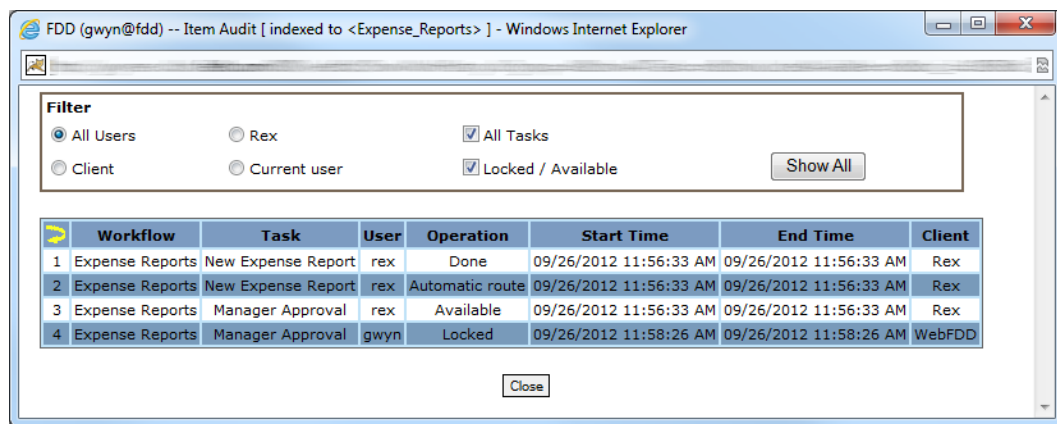 FDD (gwyn@fdd) -- Item Audit [ indexed to <Expense_Reports> ] - Windows Internet Explorer
Filter
All Users Rex All Tasks
Client Current user Locked / Available Show All
Workflow Task User Operation Start Time End Time Client
1 Expense Reports New Expense Report rex Done 09/26/2012 11:56:33 AM 09/26/2012 11:56:33 AM Rex
2 Expense Reports New Expense Report rex Automatic route 09/26/2012 11:56:33 AM 09/26/2012 11:56:33 AM Rex
3 Expense Reports Manager Approval rex Available 09/26/2012 11:56:33 AM 09/26/2012 11:56:33 AM Rex
4 Expense Reports Manager Approval gwyn Locked 09/26/2012 11:58:26 AM 09/26/2012 11:58:26 AM WebFDD
Close